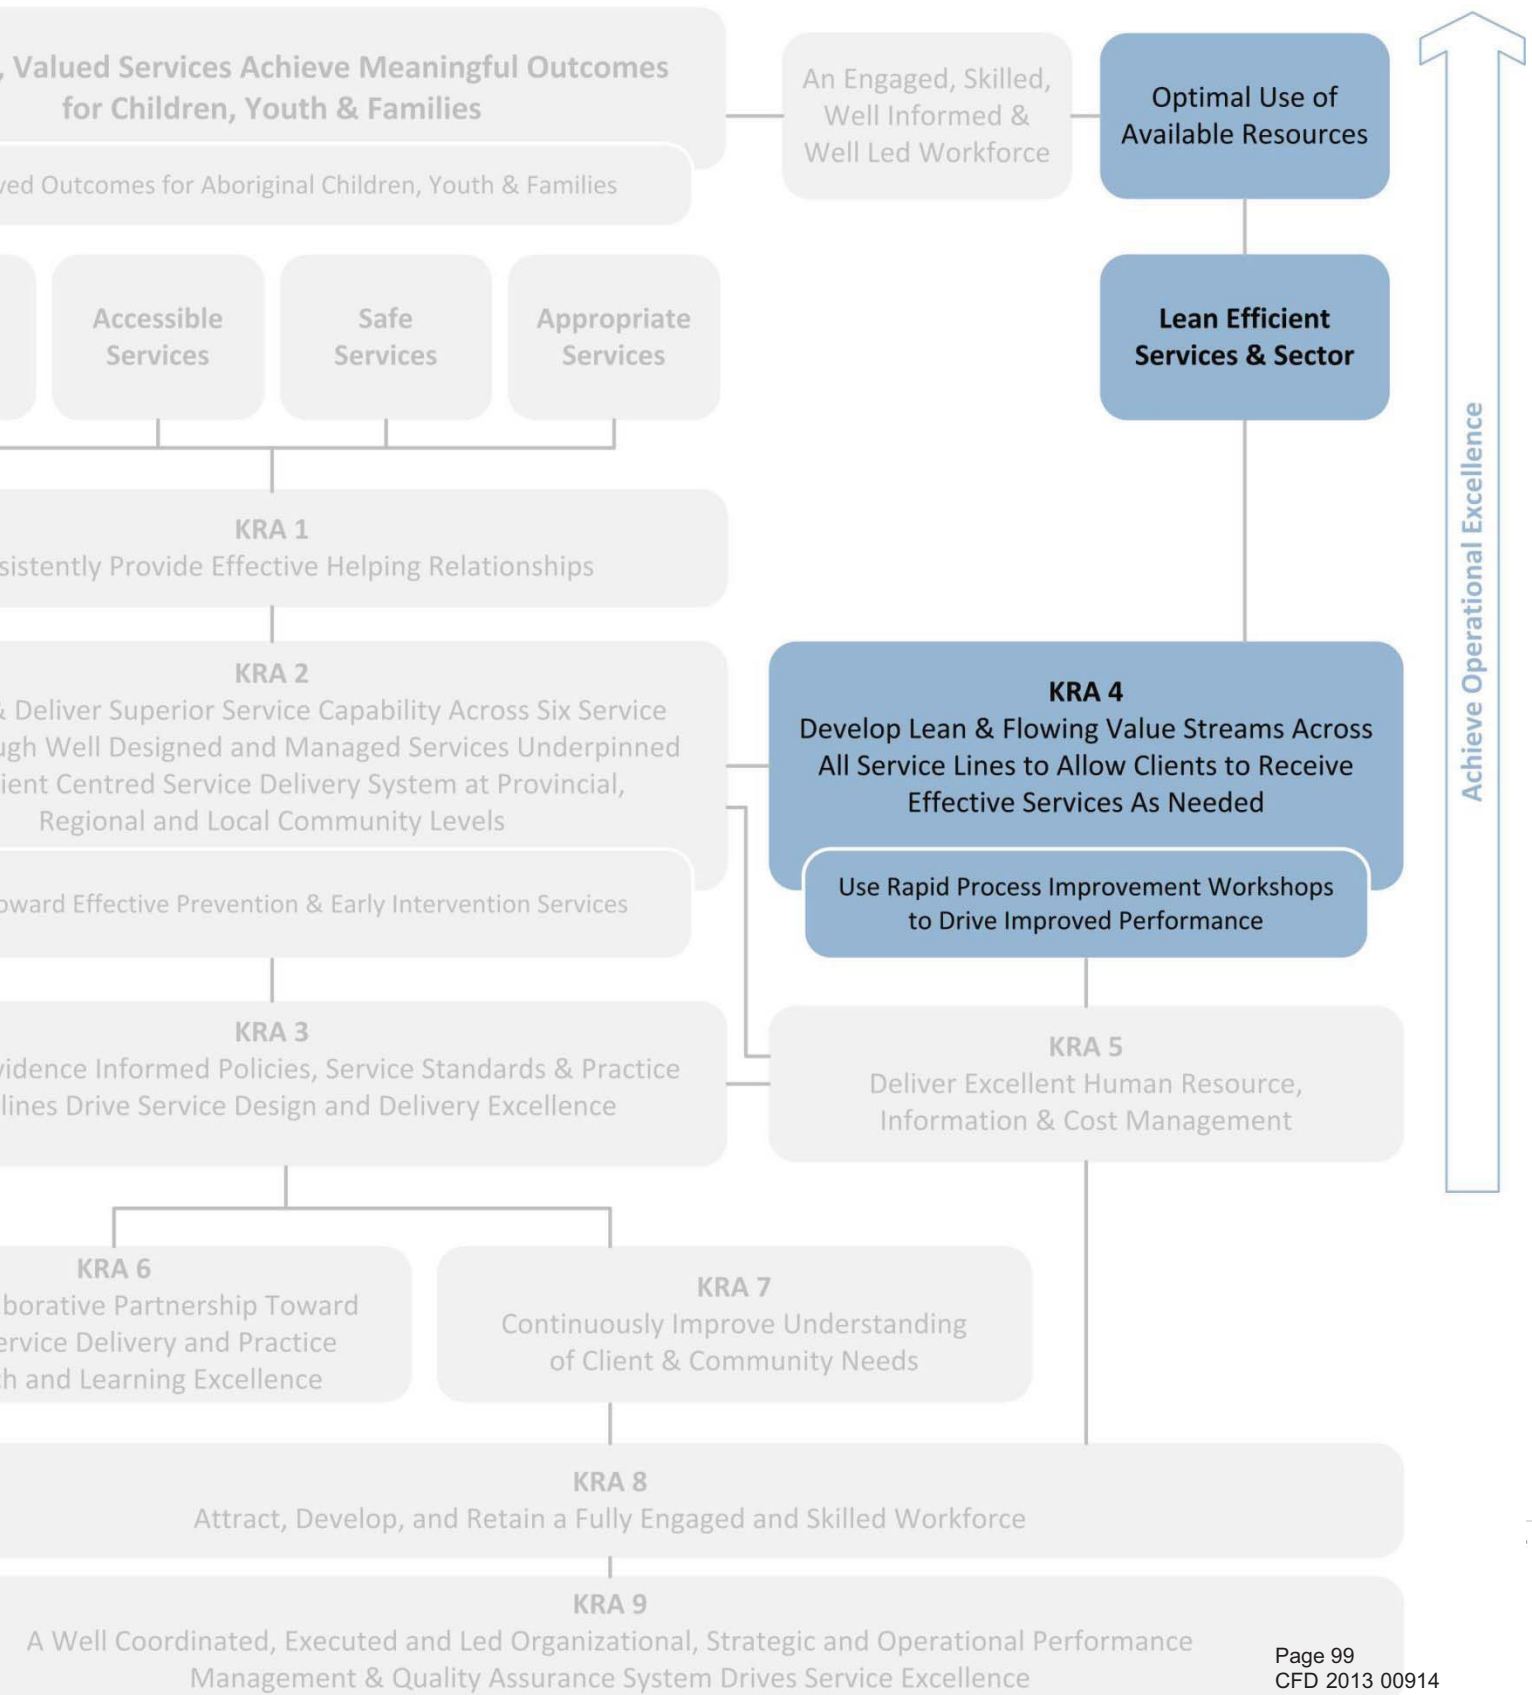 , Valued Services Achieve Meaningful Outcomes
for Children, Youth & Families
ved Outcomes for Aboriginal Children, Youth & Families
An Engaged, Skilled,
Well Informed &
Well Led Workforce
Optimal Use of
Available Resources
Accessible
Services
Safe
Services
Appropriate
Services
Lean Efficient
Services & Sector
Achieve Operational Excellence
KRA 1
sistently Provide Effective Helping Relationships
KRA 2
& Deliver Superior Service Capability Across Six Service
ugh Well Designed and Managed Services Underpinned
ient Centred Service Delivery System at Provincial,
Regional and Local Community Levels
oward Effective Prevention & Early Intervention Services
KRA 4
Develop Lean & Flowing Value Streams Across
All Service Lines to Allow Clients to Receive
Effective Services As Needed
Use Rapid Process Improvement Workshops
to Drive Improved Performance
KRA 3
vidence Informed Policies, Service Standards & Practice
lines Drive Service Design and Delivery Excellence
KRA 5
Deliver Excellent Human Resource,
Information & Cost Management
KRA 6
borative Partnership Toward
ervice Delivery and Practice
ch and Learning Excellence
KRA 7
Continuously Improve Understanding
of Client & Community Needs
KRA 8
Attract, Develop, and Retain a Fully Engaged and Skilled Workforce
KRA 9
A Well Coordinated, Executed and Led Organizational, Strategic and Operational Performance
Management & Quality Assurance System Drives Service Excellence
Page 99
CFD 2013 00914